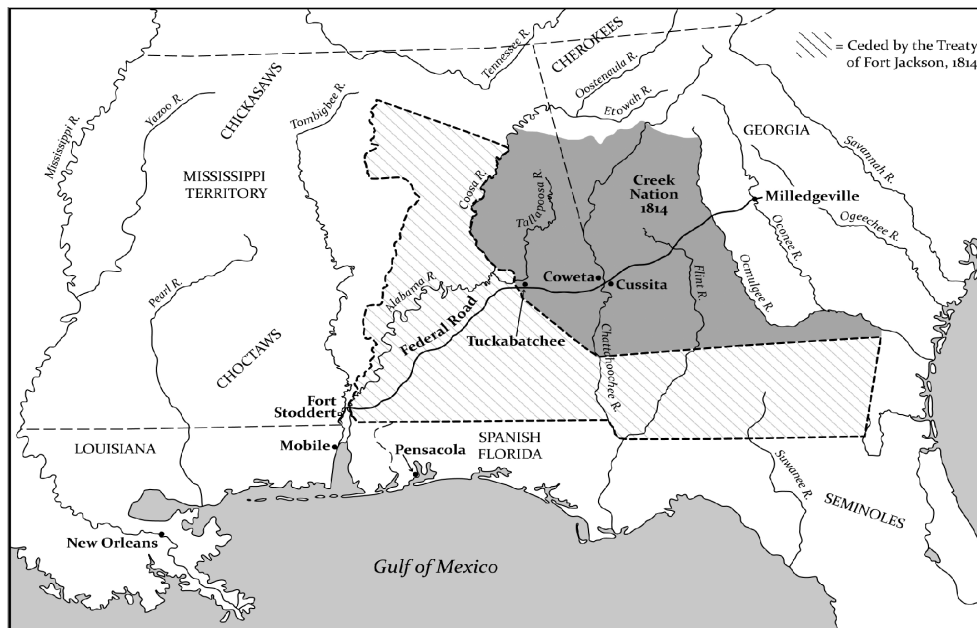 = Ceded by the Treaty
of Fort Jackson, 1814
Tennessee R.
CHEROKEES
Oostenaula R.
Etowah R.
Mississippi R.
Yazoo R.
CHICKASAWS
Tombigbee R.
GEORGIA
Savannah R.
MISSISSIPPI
TERRITORY
Coosa R.
Tallapoosa R.
Creek
Nation
1814
Milledgeville
Ogeechee R.
Oconee R.
Ocmulgee R.
Pearl R.
Alabama R.
Federal Road
Coweta
Cussita
Flint R.
Tuckabatchee
Chattahoochee R.
CHOCTAWS
Fort
Stoddert
LOUISIANA
Mobile
Pensacola
SPANISH
FLORIDA
Suwanee R.
SEMINOLES
New Orleans
Gulf of Mexico